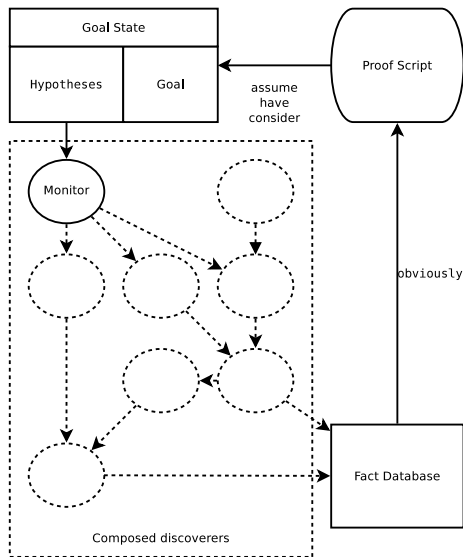 Goal State
Proof Script
Hypotheses
Goal
assume
have
consider
Monitor
obviously
Fact Database
Composed discoverers